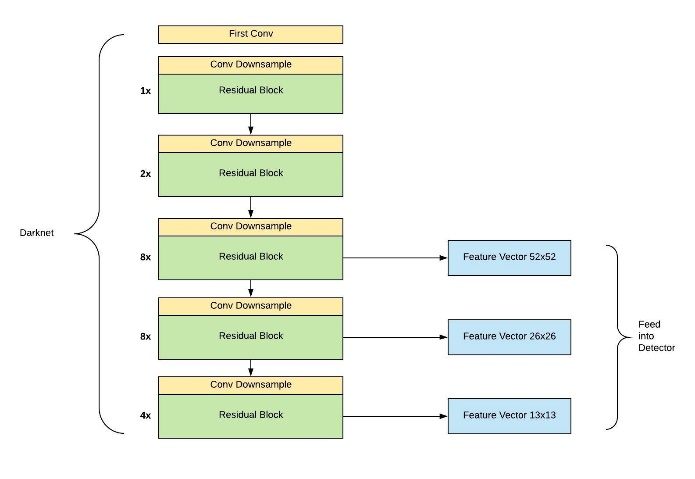 First Conv
Conv Downsample
1x
Residual Block
Conv Downsample
2x
Residual Block
Conv Downsample
Darknet
8x
Residual Block
Feature Vector 52x52
Conv Downsample
8x
Residual Block
Feature Vector 26x26
Feed
into
Detector
Conv Downsample
4x
Residual Block
Feature Vector 13x13